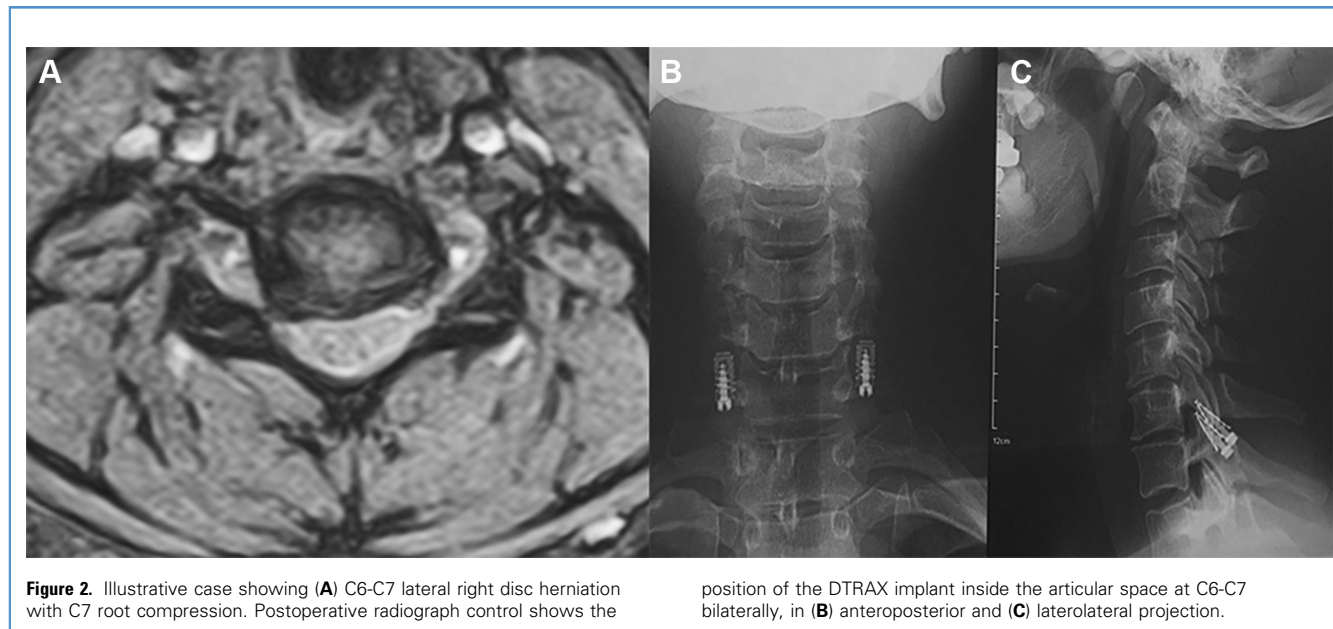 A
B
C
12cm
Figure 2. Illustrative case showing (A) C6-C7 lateral right disc herniation
with C7 root compression. Postoperative radiograph control shows the
position of the DTRAX implant inside the articular space at C6-C7
bilaterally, in (B) anteroposterior and (C) laterolateral projection.